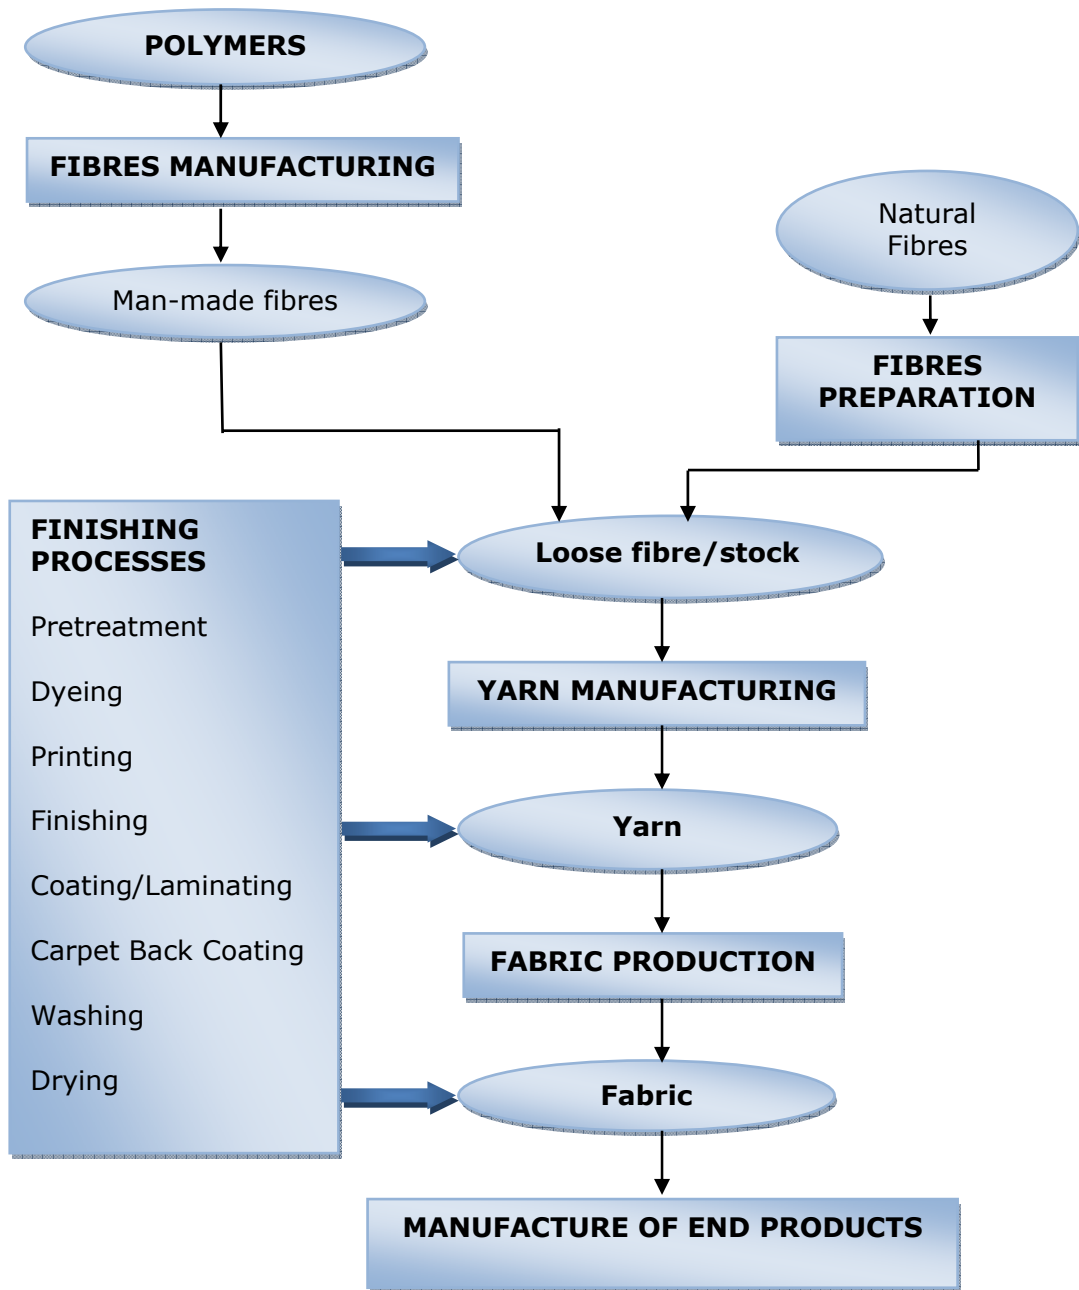 POLYMERS
FIBRES MANUFACTURING
Man-made fibres
Natural
Fibres
FIBRES
PREPARATION
FINISHING
PROCESSES
Pretreatment
Dyeing
Printing
Finishing
Coating/Laminating
Carpet Back Coating
Washing
Drying
Loose fibre/stock
YARN MANUFACTURING
Yarn
FABRIC PRODUCTION
Fabric
MANUFACTURE OF END PRODUCTS